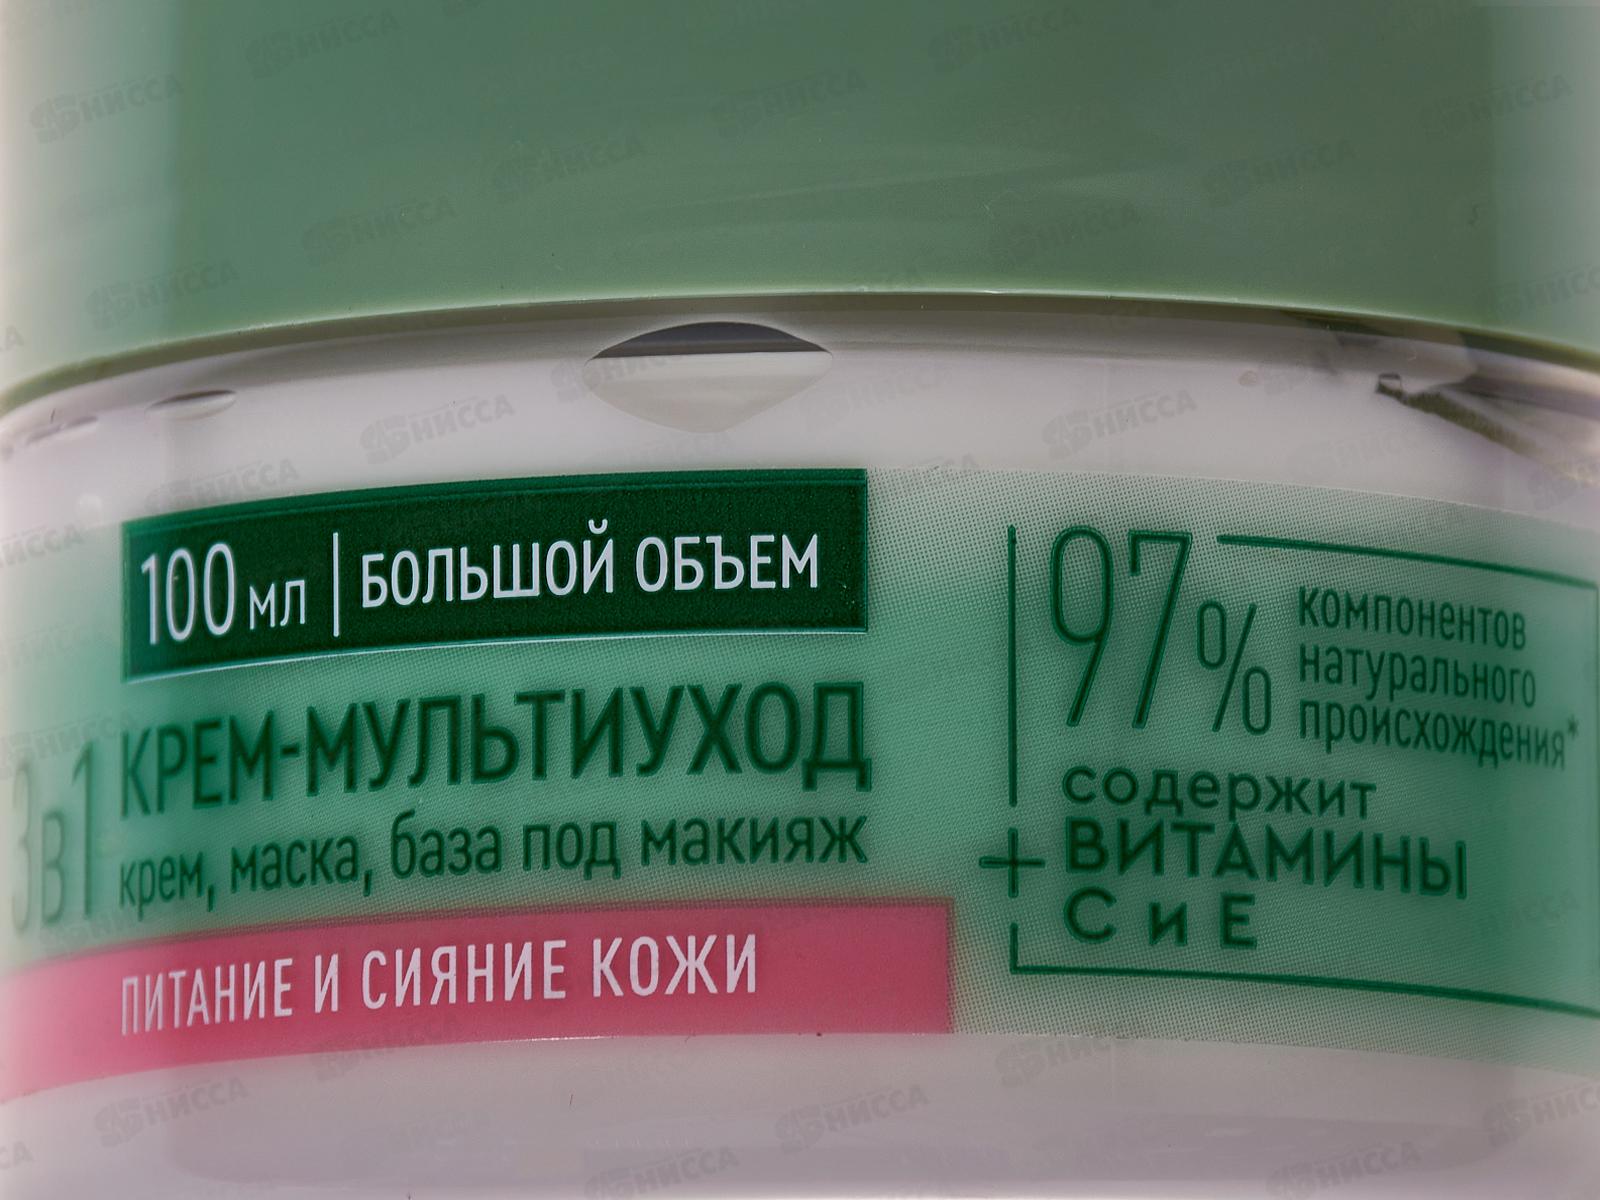 100 мл | БОЛЬШОЙ ОБЪЕМ
3в1 КРЕМ-МУЛЬТИУХОД
крем, маска, база под макияж
ПИТАНИЕ И СИЯНИЕ КОЖИ
97%
компонентов
натурального
происхождения*
содержит
+ ВИТАМИНЫ
С и Е
НИССА